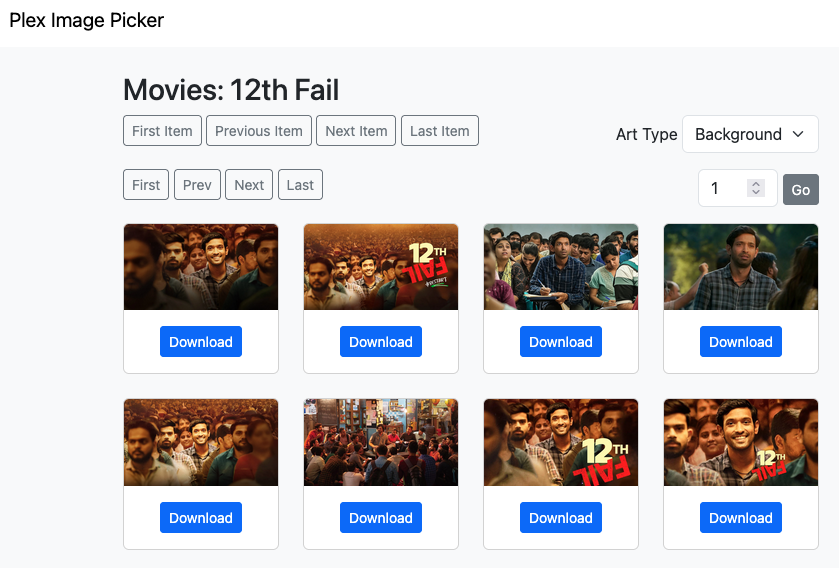 Plex Image Picker
Movies: 12th Fail
First Item Previous Item Next Item Last Item
Art Type Background
First Prev Next Last
1 Go
12TH
FAIL
Download Download Download Download
12TH
FAIL
12TH
FAIL
Download Download Download Download